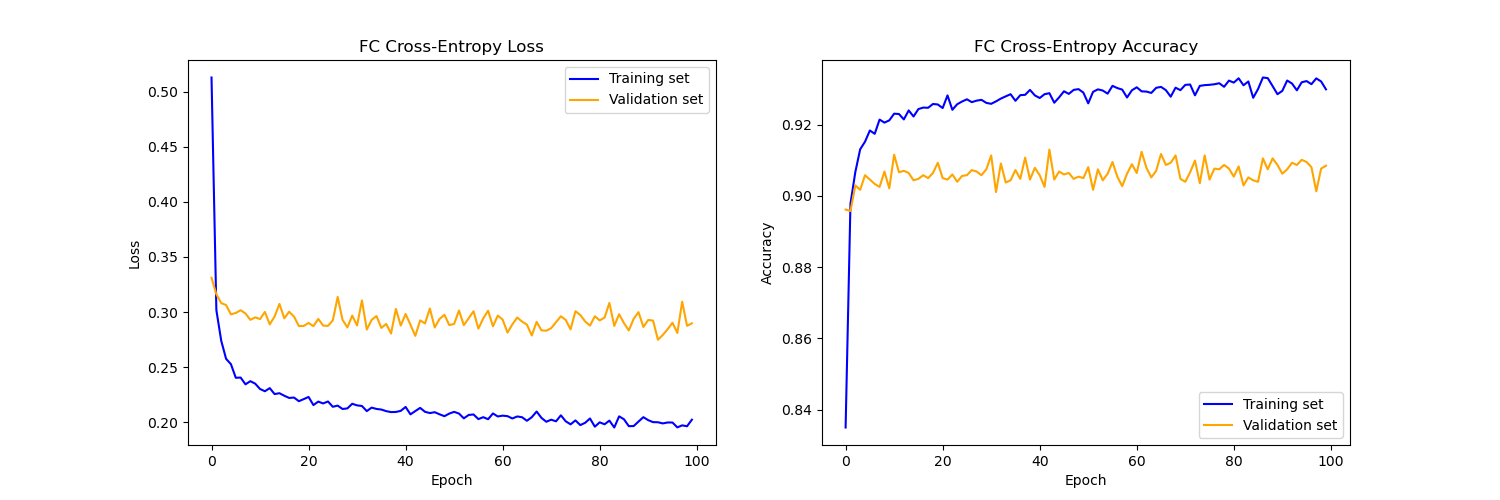 FC Cross-Entropy Loss
Training set
Validation set
0.50
0.45
0.40
0.35
0.30
0.25
0.20
Loss
0 20 40 60 80 100
Epoch
FC Cross-Entropy Accuracy
0.92
0.90
0.88
0.86
0.84
Accuracy
Training set
Validation set
0 20 40 60 80 100
Epoch